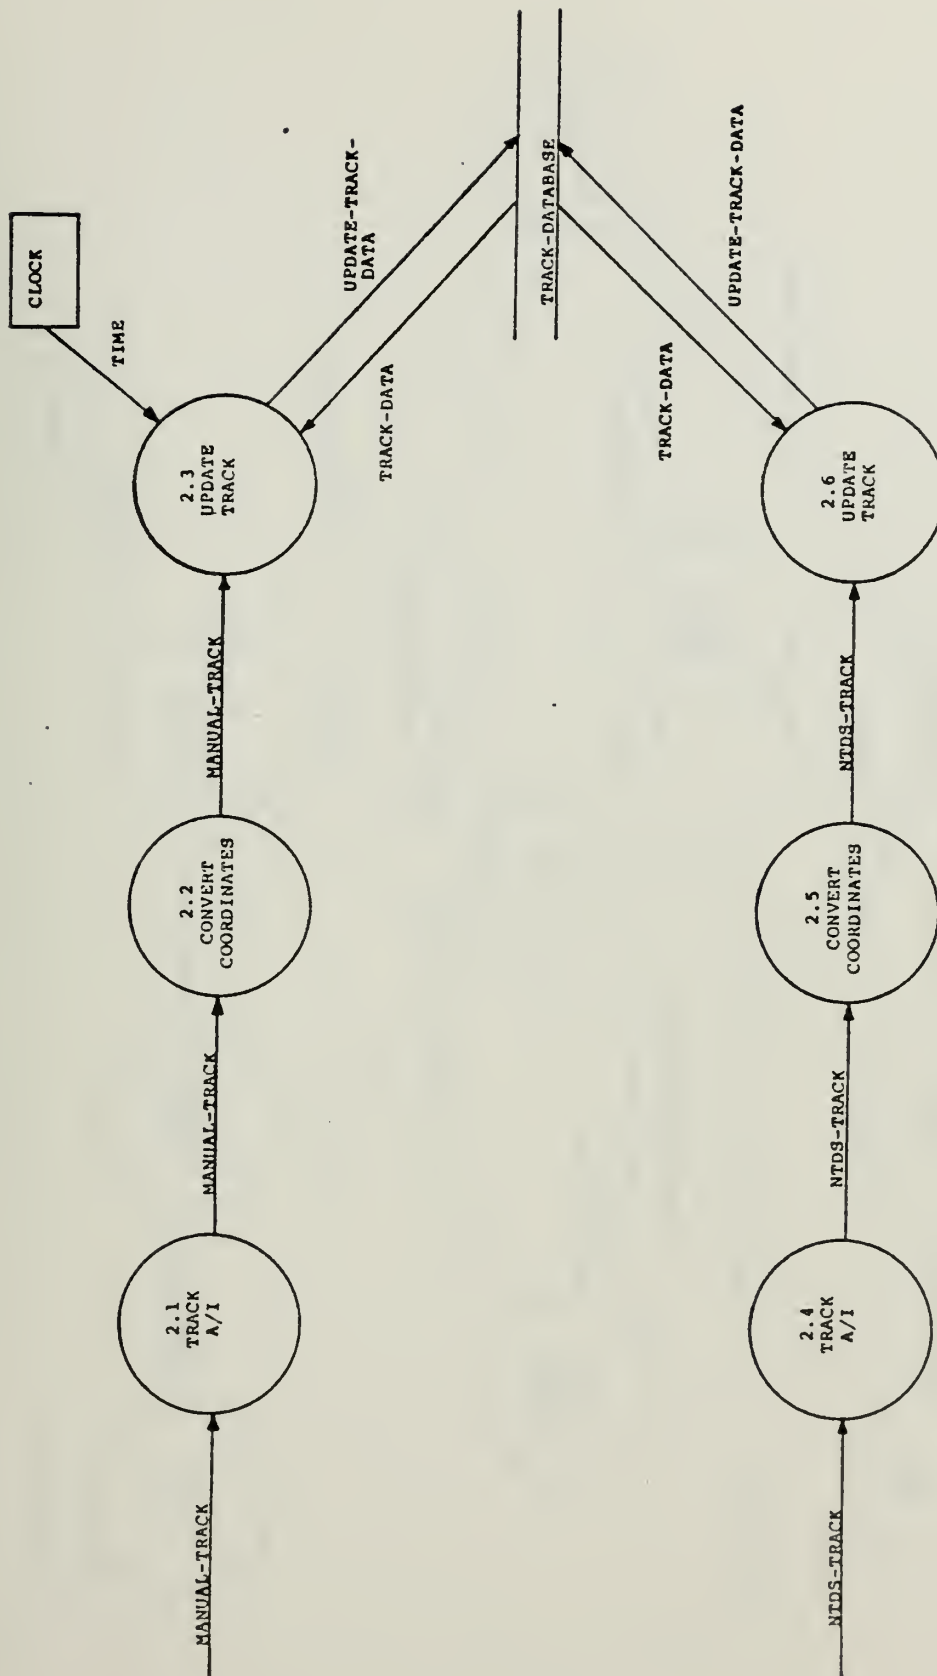 CLOCK
TIME
MANUAL-TRACK
2.1
TRACK
A/I
MANUAL-TRACK
2.2
CONVERT
COORDINATES
MANUAL-TRACK
2.3
UPDATE
TRACK
UPDATE-TRACK-
DATA
TRACK-DATA
TRACK-DATABASE
TRACK-DATA
UPDATE-TRACK-DATA
NTDS-TRACK
2.4
TRACK
A/I
NTDS-TRACK
2.5
CONVERT
COORDINATES
NTDS-TRACK
2.6
UPDATE
TRACK